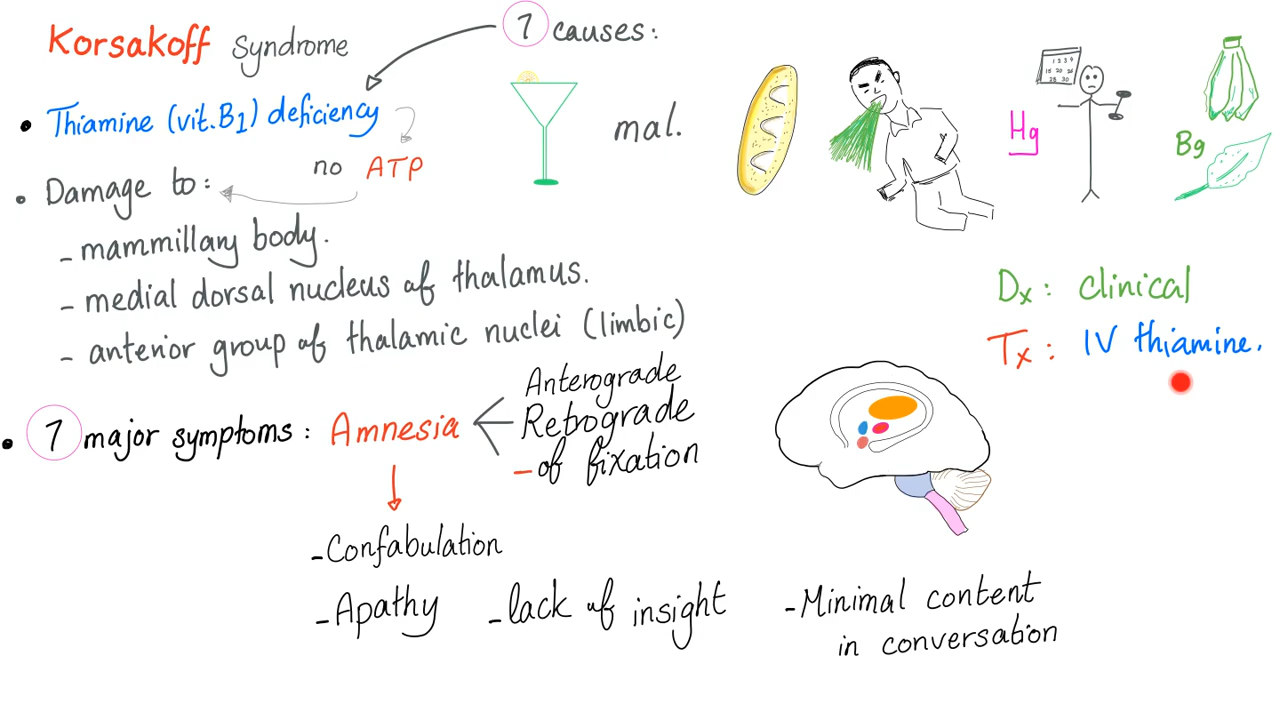 Korsakoff Syndrome
7 causes:
• Thiamine (vit.B1) deficiency
no ATP
mal.
Hg
Bg
• Damage to:
- mammillary body.
- medial dorsal nucleus of thalamus.
- anterior group of thalamic nuclei (limbic)
Dx: clinical
Tx: IV thiamine.
• 7 major symptoms: Amnesia
Anterograde
Retrograde
- of fixation
- Confabulation
- Apathy - lack of insight - Minimal content
in conversation